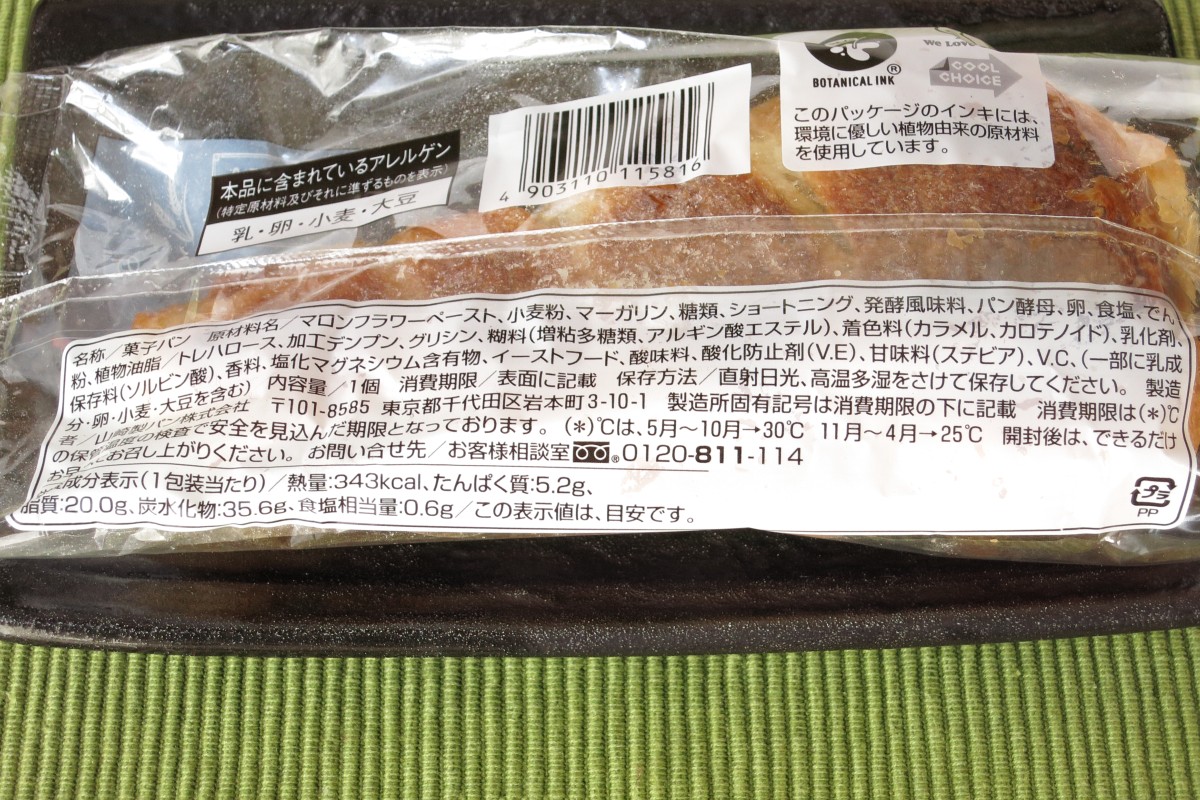 We Love
COOL CHOICE
BOTANICAL INK®
このパッケージのインキには、
環境に優しい植物由来の原材料
を使用しています。
4 903110 115816
本品に含まれているアレルゲン
(特定原材料及びそれに準ずるものを表示)
乳・卵・小麦・大豆
名称/菓子パン 原材料名/マロンフラワーペースト、小麦粉、マーガリン、糖類、ショートニング、発酵風味料、パン酵母、卵、食塩、でん
粉、植物油脂/トレハロース、加工デンプン、グリシン、糊料(増粘多糖類、アルギン酸エステル)、着色料(カラメル、カロテノイド)、乳化剤、
保存料(ソルビン酸)、香料、塩化マグネシウム含有物、イーストフード、酸味料、酸化防止剤(V.E)、甘味料(ステビア)、V.C、(一部に乳成
分・卵・小麦・大豆を含む) 内容量/1個 消費期限/表面に記載 保存方法/直射日光、高温多湿をさけて保存してください。 製造
者/山崎製パン株式会社 〒101-8585 東京都千代田区岩本町3-10-1 製造所固有記号は消費期限の下に記載 消費期限は(*)℃
の保管温度の検査で安全を見込んだ期限となっております。 (*)℃は、5月〜10月→30℃ 11月〜4月→25℃ 開封後は、できるだけ
お早くお召し上がりください。 お問い合せ先/お客様相談室 ® 0120-811-114
成分表示(1包装当たり)/熱量:343kcal、たんぱく質:5.2g、
脂質:20.0g、炭水化物:35.6g、食塩相当量:0.6g/この表示値は、目安です。
プラ
PP